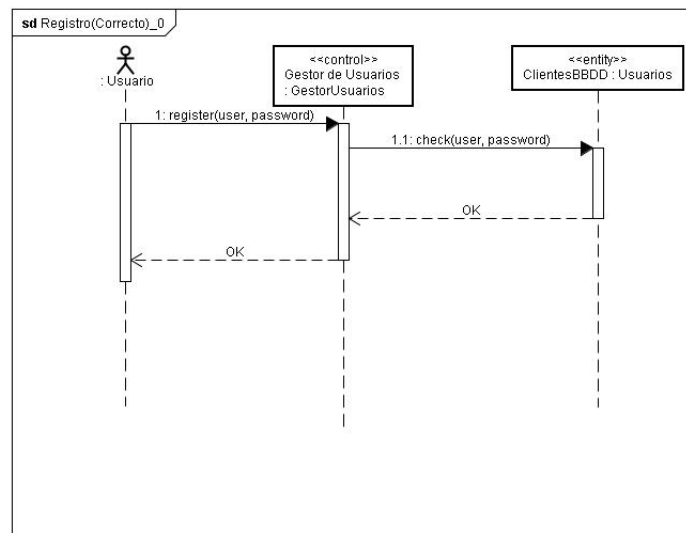 sd Registro(Correcto)_0
: Usuario
<<control>>
Gestor de Usuarios
: GestorUsuarios
<<entity>>
ClientesBBDD : Usuarios
1: register(user, password)
1.1: check(user, password)
OK
OK